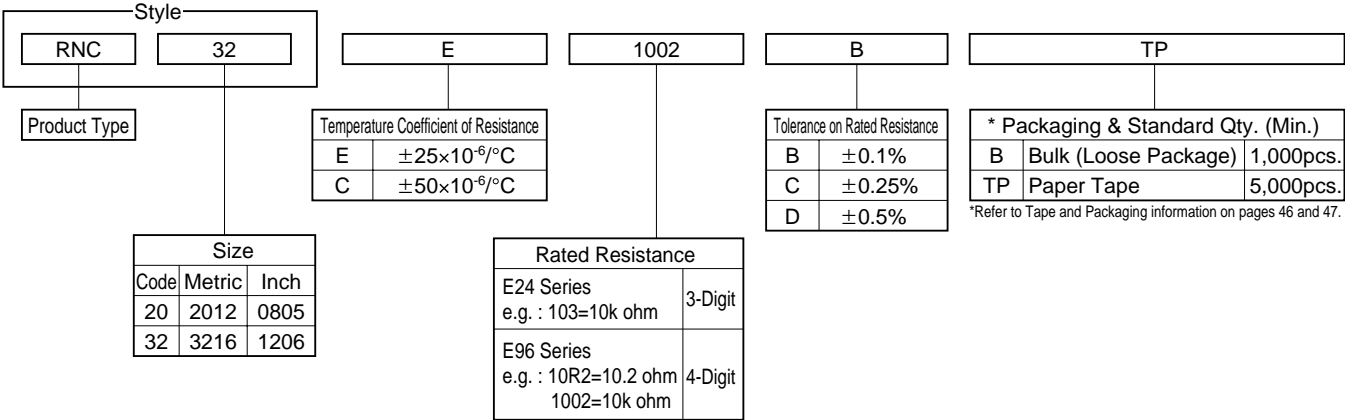 Style
RNC 32 E 1002 B TP
Product Type
Temperature Coefficient of Resistance
E ±25×10⁻⁶/°C
C ±50×10⁻⁶/°C
Tolerance on Rated Resistance
B ±0.1%
C ±0.25%
D ±0.5%
* Packaging & Standard Qty. (Min.)
B Bulk (Loose Package) 1,000pcs.
TP Paper Tape 5,000pcs.
*Refer to Tape and Packaging information on pages 46 and 47.
Size
Code Metric Inch
20 2012 0805
32 3216 1206
Rated Resistance
E24 Series
e.g. : 103=10k ohm
3-Digit
E96 Series
e.g. : 10R2=10.2 ohm
1002=10k ohm
4-Digit